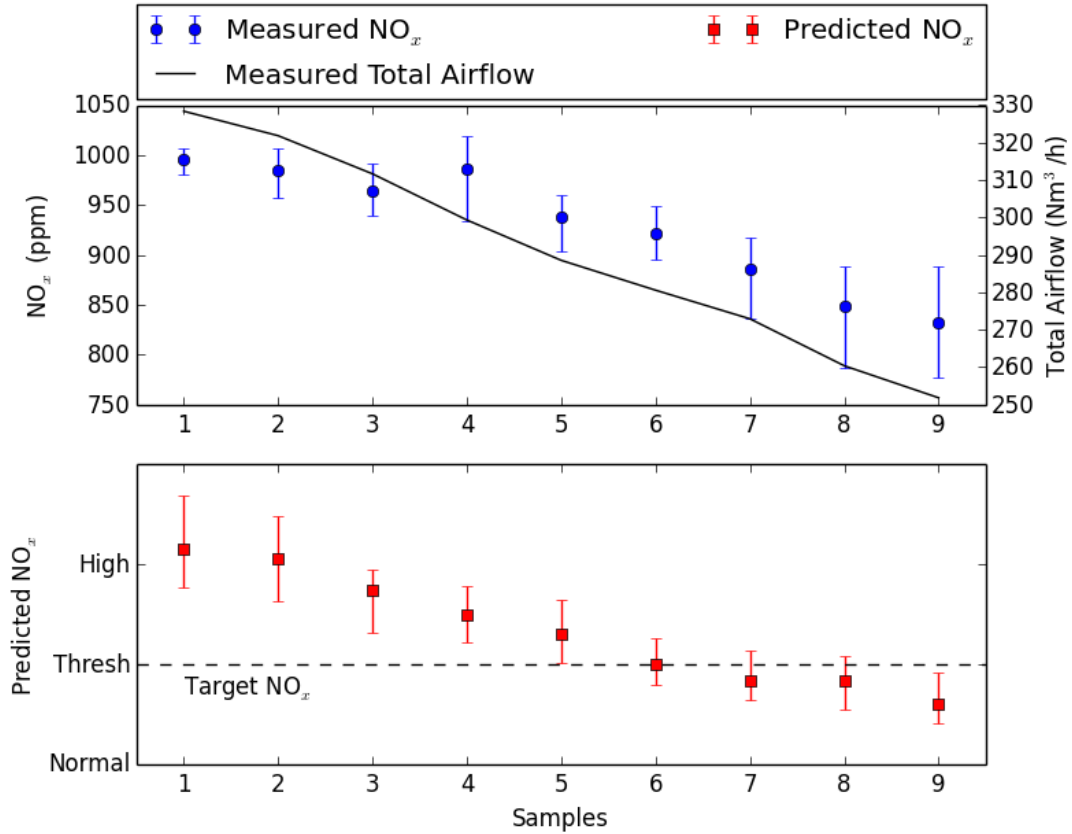 Measured NOₓ Predicted NOₓ
Measured Total Airflow
1050
1000
950
900
850
800
750
NOₓ (ppm)
330
320
310
300
290
280
270
260
250
Total Airflow (Nm³ /h)
1 2 3 4 5 6 7 8 9
Predicted NOₓ
High
Thresh
Target NOₓ
Normal
1 2 3 4 5 6 7 8 9
Samples